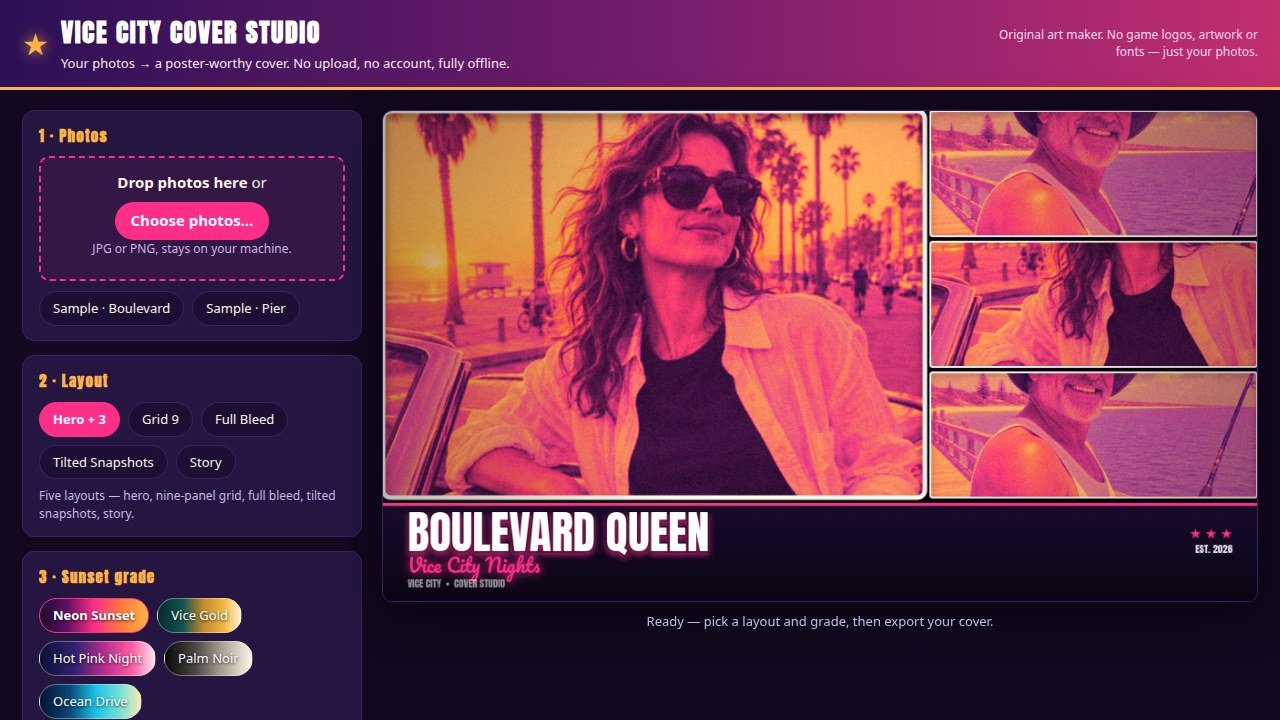 ★ VICE CITY COVER STUDIO
Your photos → a poster-worthy cover. No upload, no account, fully offline.
Original art maker. No game logos, artwork or
fonts — just your photos.
1 · Photos
Drop photos here or
Choose photos...
JPG or PNG, stays on your machine.
Sample · Boulevard
Sample · Pier
2 · Layout
Hero + 3
Grid 9
Full Bleed
Tilted Snapshots
Story
Five layouts — hero, nine-panel grid, full bleed, tilted
snapshots, story.
3 · Sunset grade
Neon Sunset
Vice Gold
Hot Pink Night
Palm Noir
Ocean Drive
BOULEVARD QUEEN
Vice City Nights
VICE CITY • COVER STUDIO
★ ★ ★
EST. 2026
Ready — pick a layout and grade, then export your cover.